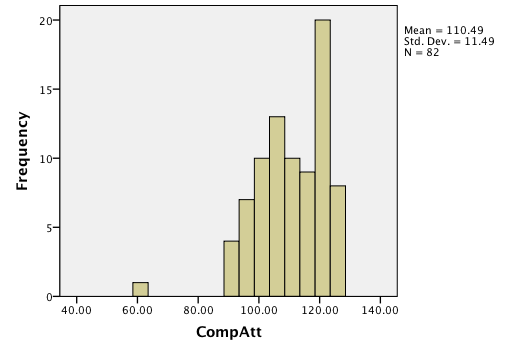 Mean = 110.49
Std. Dev. = 11.49
N = 82
Frequency
20
15
10
5
0
40.00 60.00 80.00 100.00 120.00 140.00
CompAtt